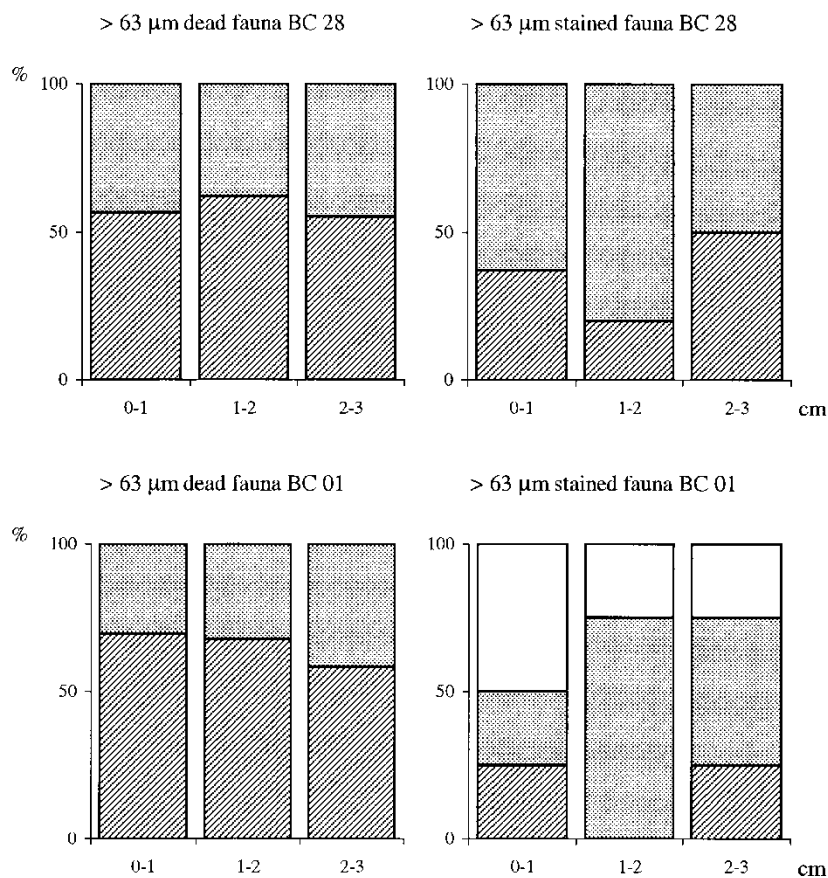 > 63 µm dead fauna BC 28
> 63 µm stained fauna BC 28
%
100
50
0
0-1 1-2 2-3
100
50
0
0-1 1-2 2-3 cm
> 63 µm dead fauna BC 01
> 63 µm stained fauna BC 01
%
100
50
0
0-1 1-2 2-3
100
50
0
0-1 1-2 2-3 cm